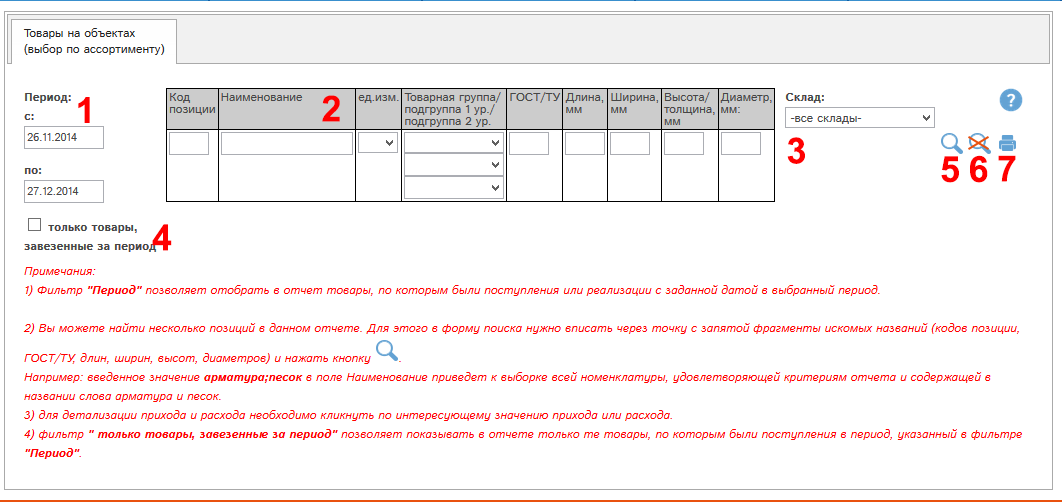 Товары на объектах
(выбор по ассортименту)
Период:
1
с:
26.11.2014
по:
27.12.2014
Код позиции
Наименование
2
ед.изм.
Товарная группа/
подгруппа 1 ур./
подгруппа 2 ур.
ГОСТ/ТУ
Длина,
мм
Ширина,
мм
Высота/
толщина,
мм
Диаметр,
мм:
Склад:
-все склады-
3
?
5 6 7
только товары,
завезенные за период
4
Примечания:
1) Фильтр "Период" позволяет отобрать в отчет товары, по которым были поступления или реализации с заданной датой в выбранный период.
2) Вы можете найти несколько позиций в данном отчете. Для этого в форму поиска нужно вписать через точку с запятой фрагменты искомых названий (кодов позиции,
ГОСТ/ТУ, длин, ширин, высот, диаметров) и нажать кнопку .
Например: введенное значение арматура;песок в поле Наименование приведет к выборке всей номенклатуры, удовлетворяющей критериям отчета и содержащей в
названии слова арматура и песок.
3) для детализации прихода и расхода необходимо кликнуть по интересующему значению прихода или расхода.
4) фильтр " только товары, завезенные за период" позволяет показывать в отчете только те товары, по которым были поступления в период, указанный в фильтре
"Период".